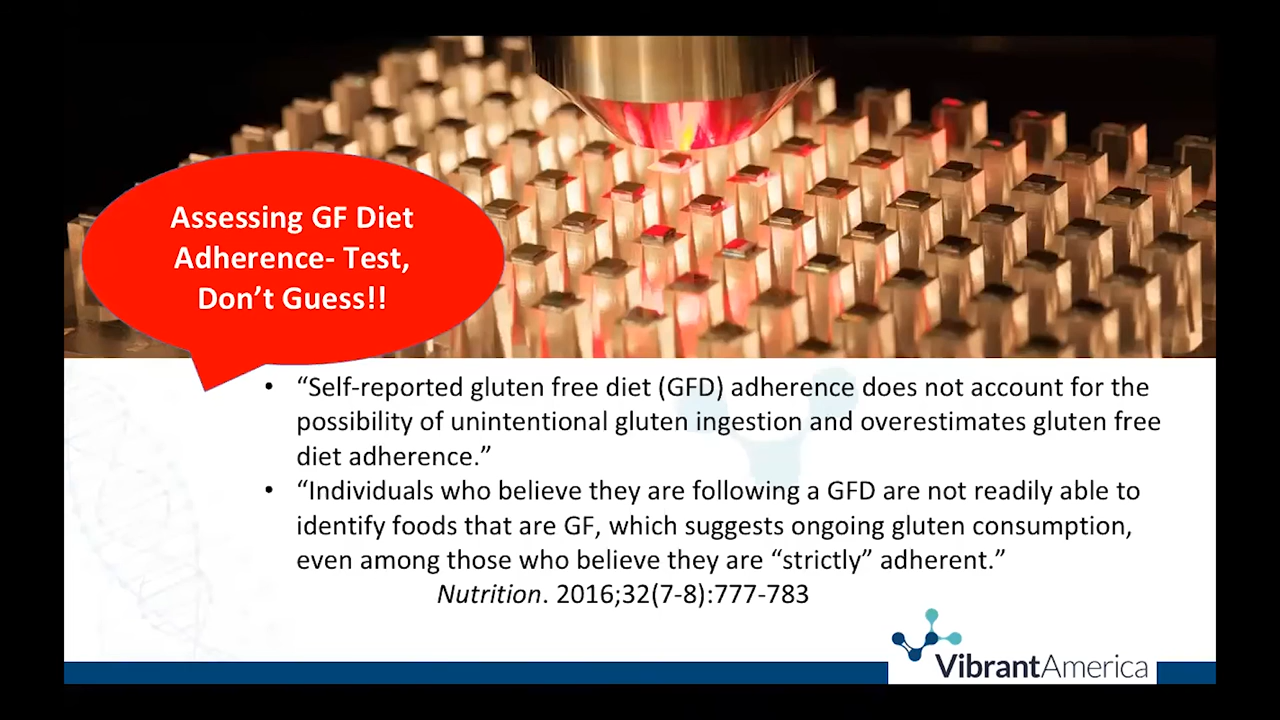 Assessing GF Diet
Adherence- Test,
Don’t Guess!!
• “Self-reported gluten free diet (GFD) adherence does not account for the
possibility of unintentional gluten ingestion and overestimates gluten free
diet adherence.”
• “Individuals who believe they are following a GFD are not readily able to
identify foods that are GF, which suggests ongoing gluten consumption,
even among those who believe they are “strictly” adherent.”
Nutrition. 2016;32(7-8):777-783
VibrantAmerica